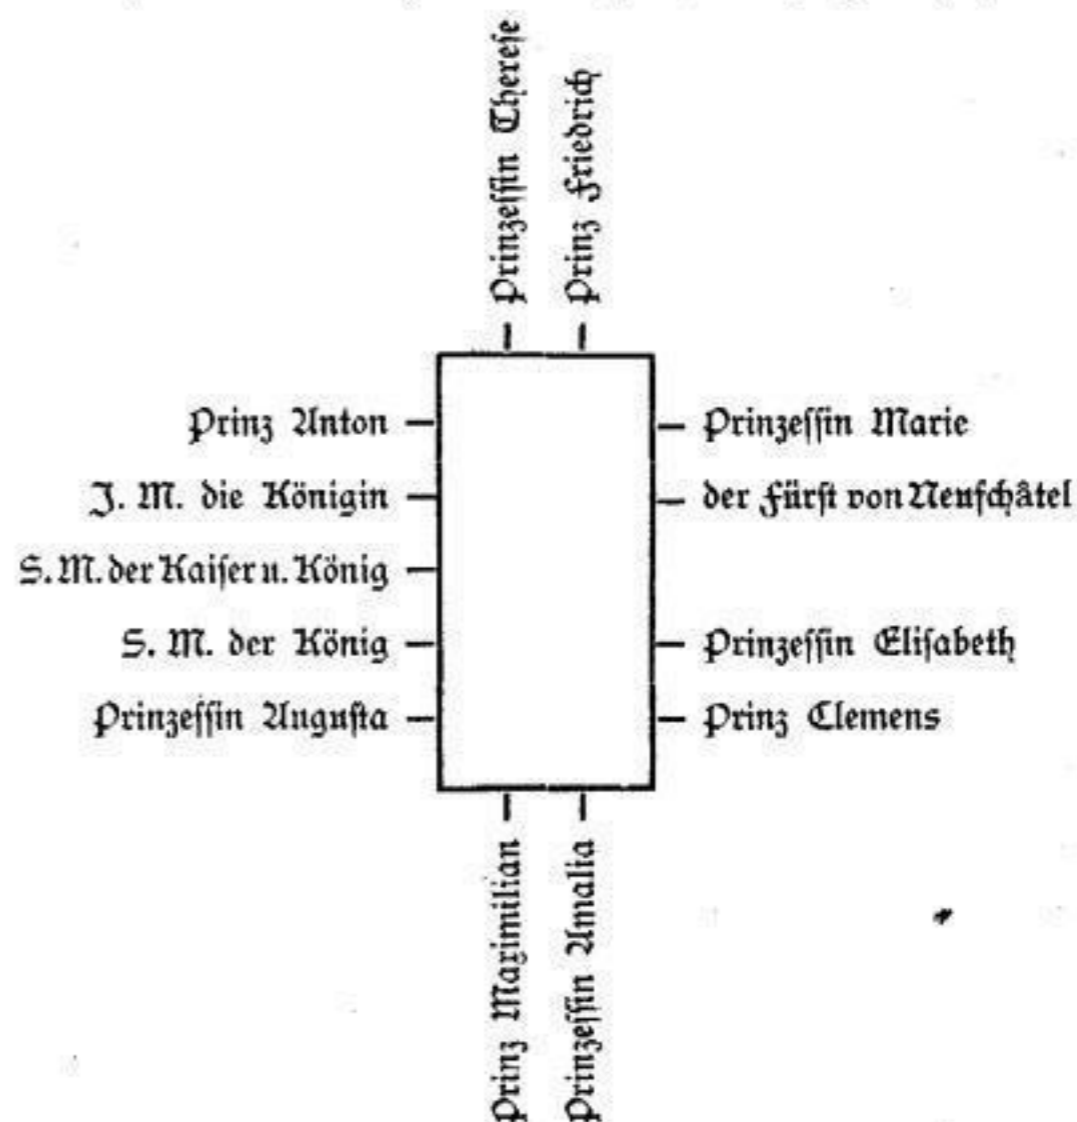 Prinzessin Therese
Prinz Friedrich
Prinz Anton
J. M. die Königin
S. M. der Kaiser u. König
S. M. der König
Prinzessin Augusta
Prinzessin Marie
der Fürst von Neufchâtel
Prinzessin Elisabeth
Prinz Clemens
Prinz Maximilian
Prinzessin Amalia